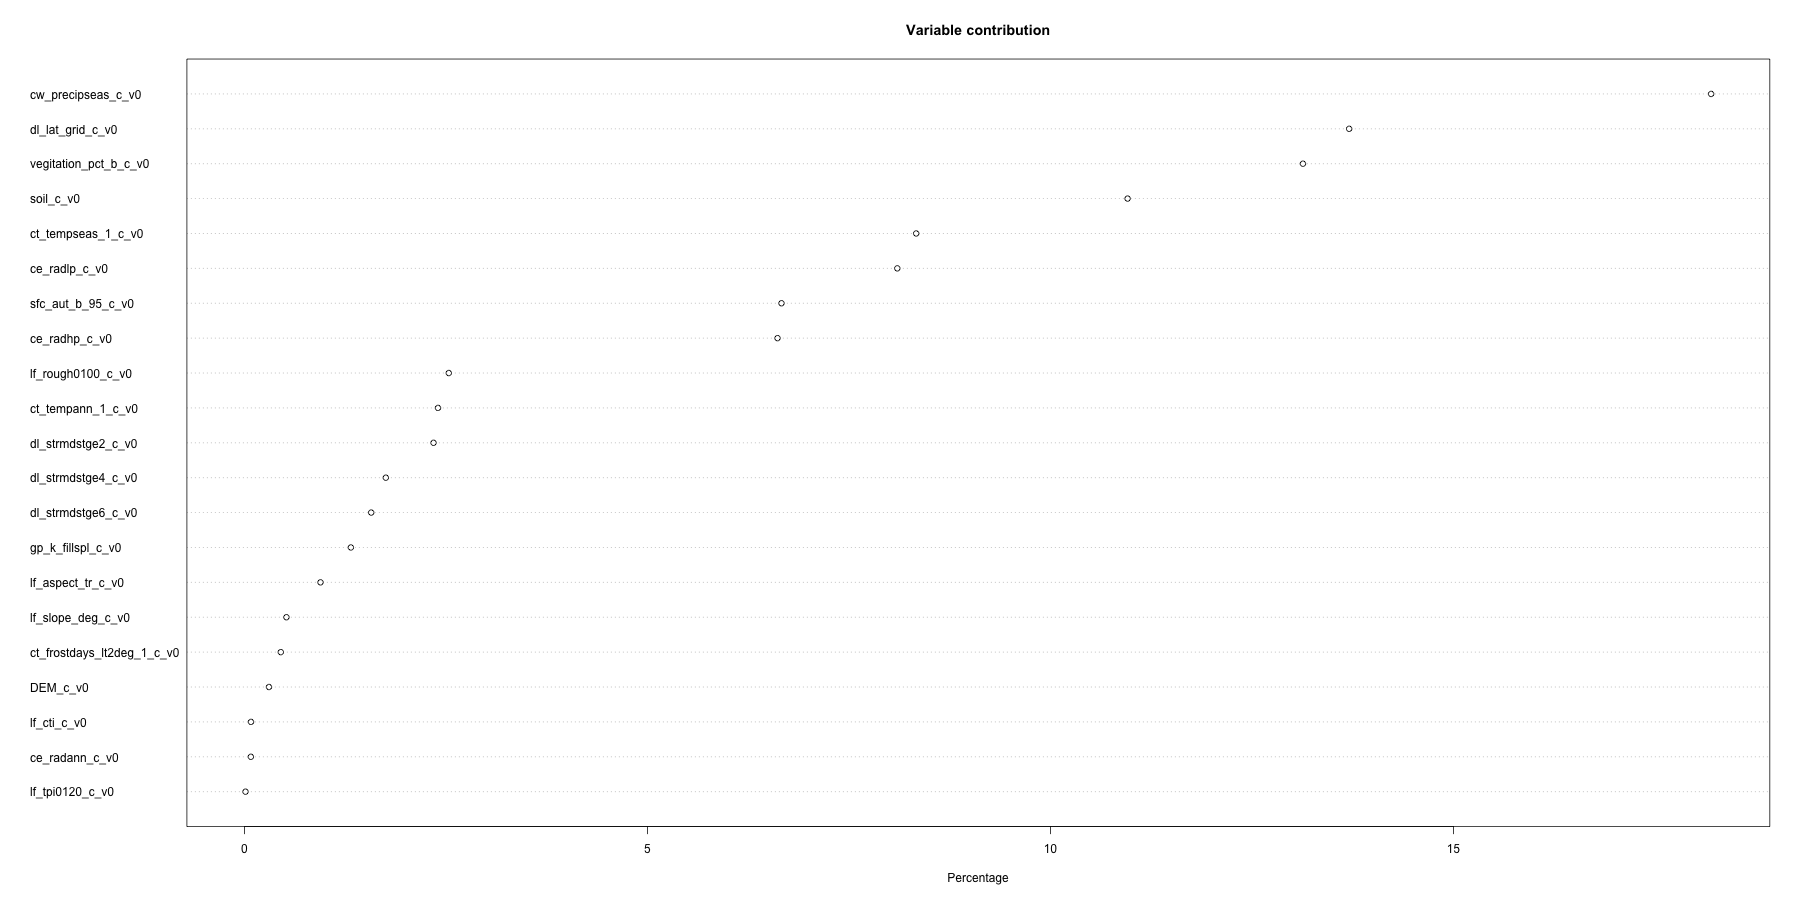 Variable contribution
cw_precipseas_c_v0
dl_lat_grid_c_v0
vegitation_pct_b_c_v0
soil_c_v0
ct_tempseas_1_c_v0
ce_radlp_c_v0
sfc_aut_b_95_c_v0
ce_radhp_c_v0
lf_rough0100_c_v0
ct_tempann_1_c_v0
dl_strmdstge2_c_v0
dl_strmdstge4_c_v0
dl_strmdstge6_c_v0
gp_k_fillspl_c_v0
lf_aspect_tr_c_v0
lf_slope_deg_c_v0
ct_frostdays_lt2deg_1_c_v0
DEM_c_v0
lf_cti_c_v0
ce_radann_c_v0
lf_tpi0120_c_v0
0 5 10 15
Percentage